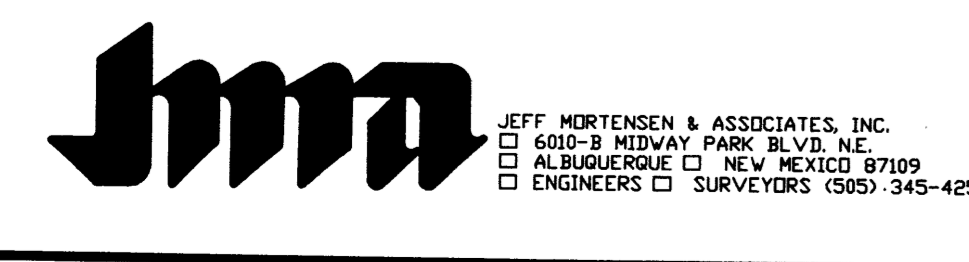 jma
JEFF MORTENSEN & ASSOCIATES, INC.
□ 6010-B MIDWAY PARK BLVD. N.E.
□ ALBUQUERQUE □ NEW MEXICO 87109
□ ENGINEERS □ SURVEYORS (505) 345-425